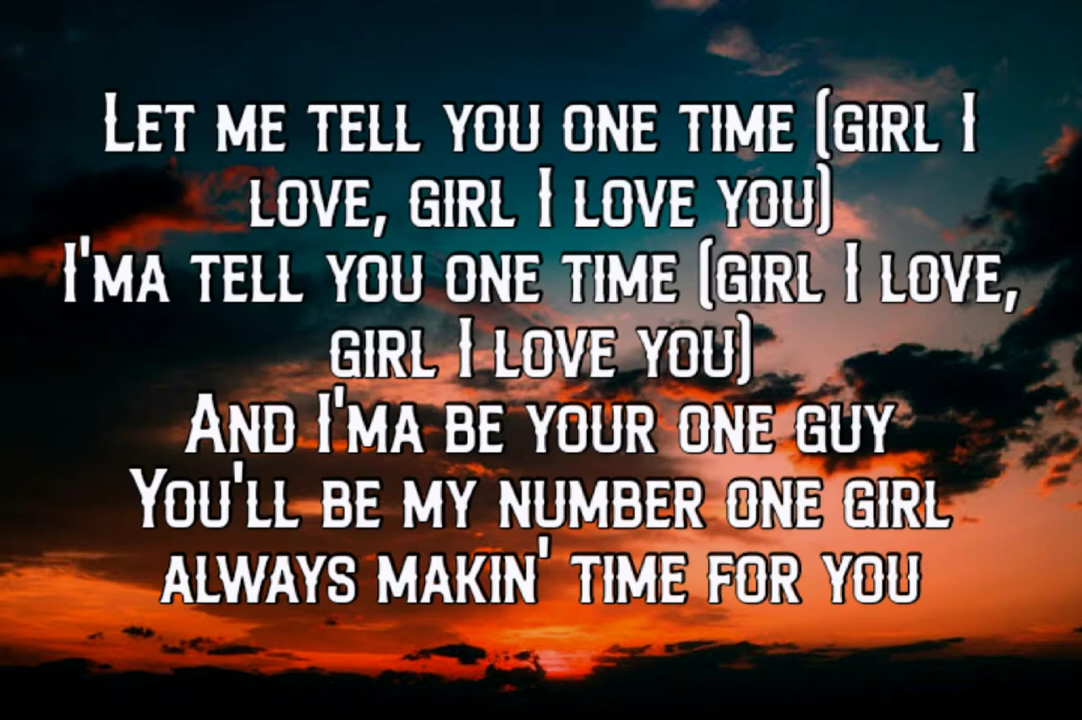 Let me tell you one time (girl I
love, girl I love you)
I'ma tell you one time (girl I love,
girl I love you)
And I'ma be your one guy
You'll be my number one girl
always makin' time for you